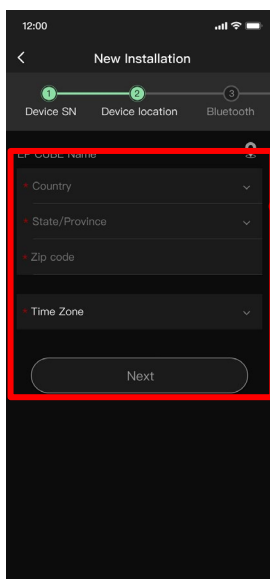 12:00
New Installation
1 2 3
Device SN Device location Bluetooth
EP CUBE Name
* Country
* State/Province
* Zip code
* Time Zone
Next